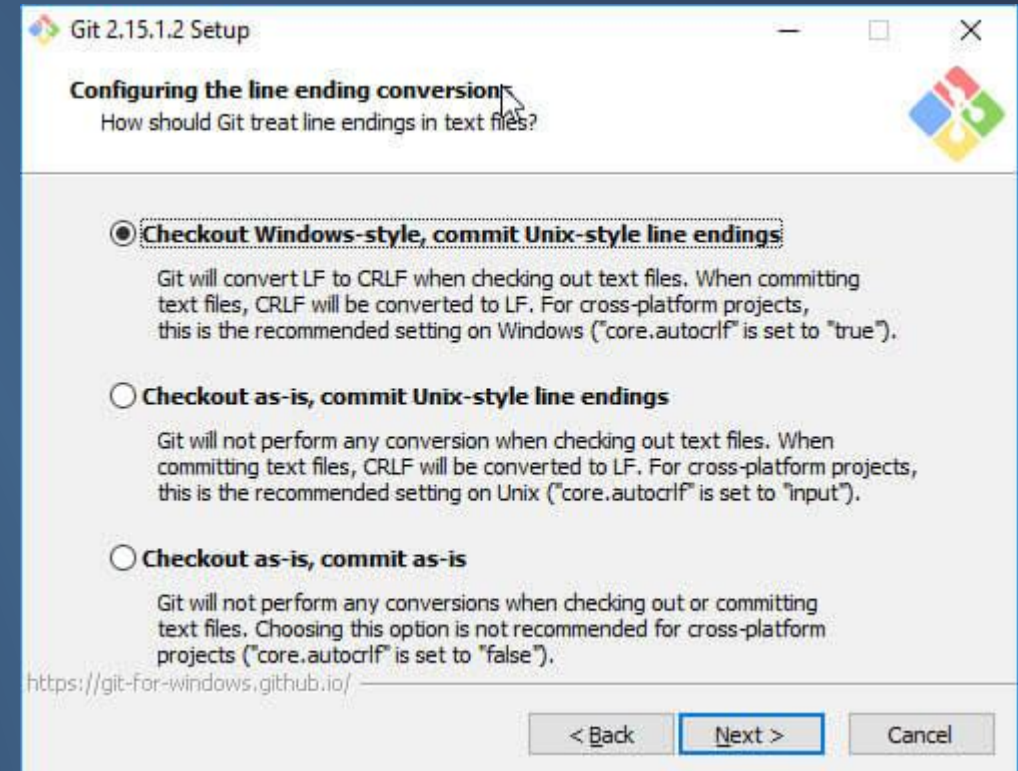 Git 2.15.1.2 Setup
Configuring the line ending conversions
How should Git treat line endings in text files?
Checkout Windows-style, commit Unix-style line endings
Git will convert LF to CRLF when checking out text files. When committing
text files, CRLF will be converted to LF. For cross-platform projects,
this is the recommended setting on Windows ("core.autocrlf" is set to "true").
Checkout as-is, commit Unix-style line endings
Git will not perform any conversion when checking out text files. When
committing text files, CRLF will be converted to LF. For cross-platform projects,
this is the recommended setting on Unix ("core.autocrlf" is set to "input").
Checkout as-is, commit as-is
Git will not perform any conversions when checking out or committing
text files. Choosing this option is not recommended for cross-platform
projects ("core.autocrlf" is set to "false").
https://git-for-windows.github.io/
< Back
Next >
Cancel